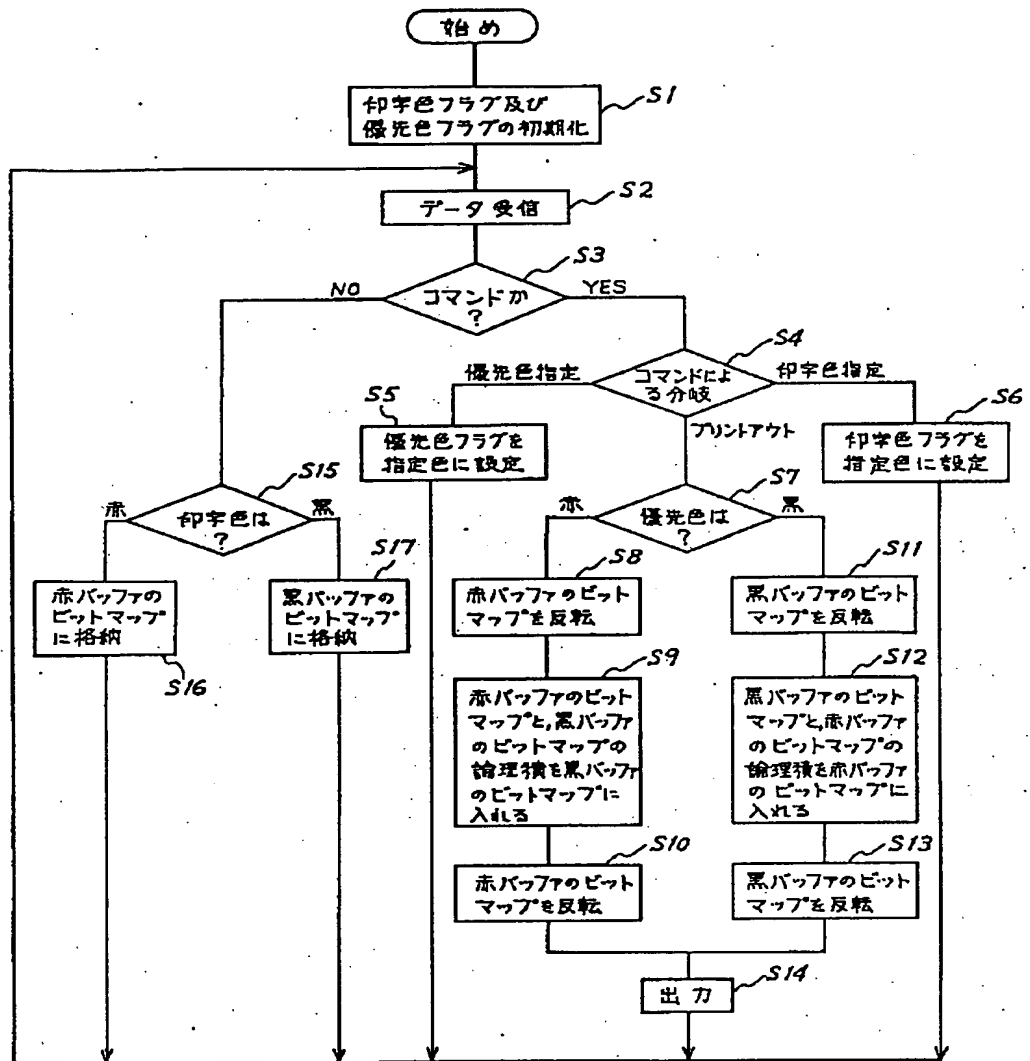 始め
印字色フラグ及び
優先色フラグの初期化
S1
データ受信
S2
コマンドか
?
S3
NO
YES
コマンドによ
る分岐
S4
優先色指定
印字色指定
プリントアウト
S5
優先色フラグを
指定色に設定
S6
印字色フラグを
指定色に設定
S15
印字色は
?
赤
黒
S7
優先色は
?
赤
黒
赤バッファの
ビットマップ
に格納
S16
S17
黒バッファの
ビットマップ
に格納
S8
赤バッファのビット
マップを反転
S11
黒バッファのビット
マップを反転
S9
赤バッファのビット
マップと,黒バッファ
のビットマップの
論理積を黒バッファ
のビットマップに
入れる
S12
黒バッファのビット
マップと,赤バッファ
のビットマップの
論理積を赤バッファ
のビットマップに
入れる
S10
赤バッファのビット
マップを反転
S13
黒バッファのビット
マップを反転
S14
出力